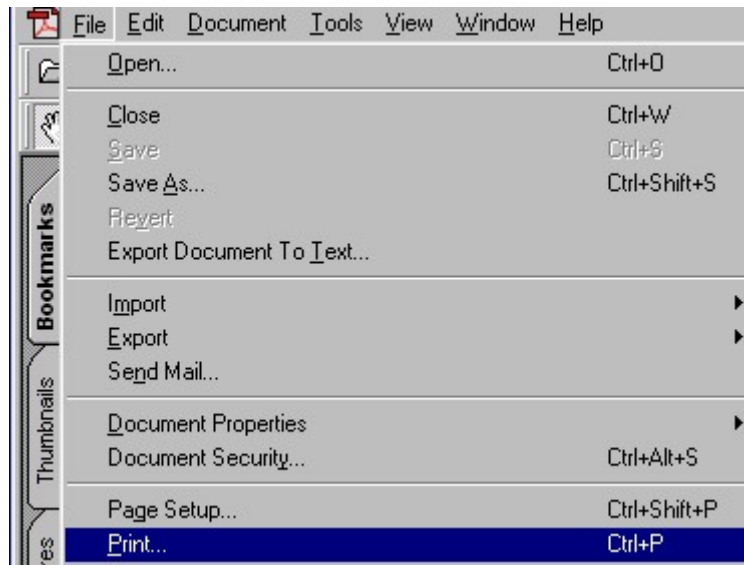 File Edit Document Tools View Window Help
Open... Ctrl+O
Close Ctrl+W
Save Ctrl+S
Save As... Ctrl+Shift+S
Revert
Export Document To Text...
Import
Export
Send Mail...
Document Properties
Document Security... Ctrl+Alt+S
Page Setup... Ctrl+Shift+P
Print... Ctrl+P
Bookmarks
Thumbnails